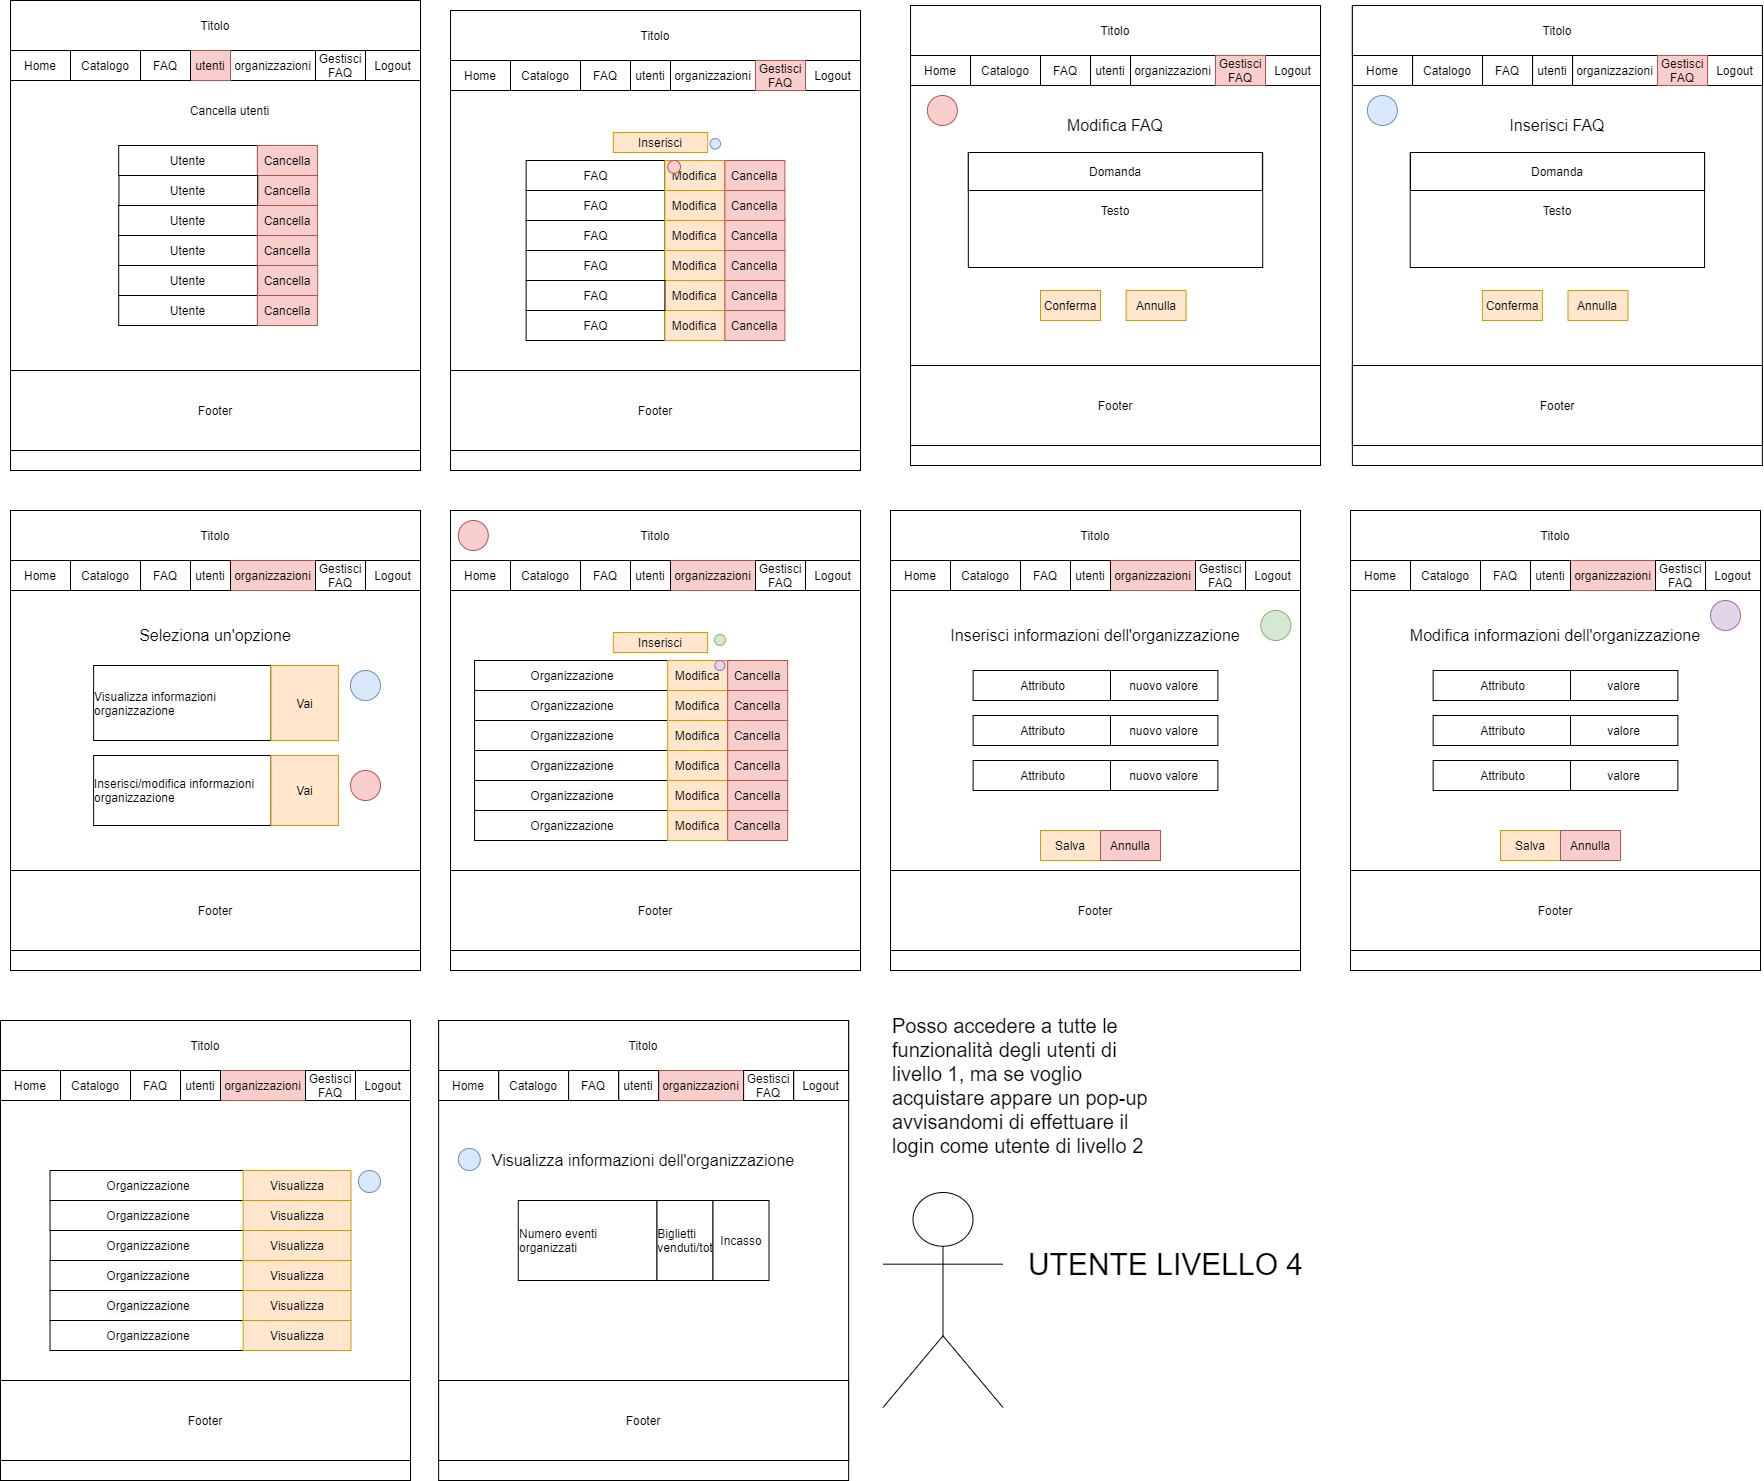 Titolo
Home Catalogo FAQ utenti organizzazioni Gestisci
FAQ Logout
Cancella utenti
Utente Cancella
Utente Cancella
Utente Cancella
Utente Cancella
Utente Cancella
Utente Cancella
Footer
Titolo
Home Catalogo FAQ utenti organizzazioni Gestisci
FAQ Logout
Inserisci
FAQ Modifica Cancella
FAQ Modifica Cancella
FAQ Modifica Cancella
FAQ Modifica Cancella
FAQ Modifica Cancella
FAQ Modifica Cancella
Footer
Titolo
Home Catalogo FAQ utenti organizzazioni Gestisci
FAQ Logout
Modifica FAQ
Domanda
Testo
Conferma Annulla
Footer
Titolo
Home Catalogo FAQ utenti organizzazioni Gestisci
FAQ Logout
Inserisci FAQ
Domanda
Testo
Conferma Annulla
Footer
Titolo
Home Catalogo FAQ utenti organizzazioni Gestisci
FAQ Logout
Seleziona un'opzione
Visualizza informazioni
organizzazione
Vai
Inserisci/modifica informazioni
organizzazione
Vai
Footer
Titolo
Home Catalogo FAQ utenti organizzazioni Gestisci
FAQ Logout
Inserisci
Organizzazione Modifica Cancella
Organizzazione Modifica Cancella
Organizzazione Modifica Cancella
Organizzazione Modifica Cancella
Organizzazione Modifica Cancella
Organizzazione Modifica Cancella
Footer
Titolo
Home Catalogo FAQ utenti organizzazioni Gestisci
FAQ Logout
Inserisci informazioni dell'organizzazione
Attributo nuovo valore
Attributo nuovo valore
Attributo nuovo valore
Salva Annulla
Footer
Titolo
Home Catalogo FAQ utenti organizzazioni Gestisci
FAQ Logout
Modifica informazioni dell'organizzazione
Attributo valore
Attributo valore
Attributo valore
Salva Annulla
Footer
Titolo
Home Catalogo FAQ utenti organizzazioni Gestisci
FAQ Logout
Organizzazione Visualizza
Organizzazione Visualizza
Organizzazione Visualizza
Organizzazione Visualizza
Organizzazione Visualizza
Organizzazione Visualizza
Footer
Titolo
Home Catalogo FAQ utenti organizzazioni Gestisci
FAQ Logout
Visualizza informazioni dell'organizzazione
Numero eventi
organizzati
Biglietti
venduti/tot
Incasso
Footer
Posso accedere a tutte le
funzionalità degli utenti di
livello 1, ma se voglio
acquistare appare un pop-up
avvisandomi di effettuare il
login come utente di livello 2
UTENTE LIVELLO 4